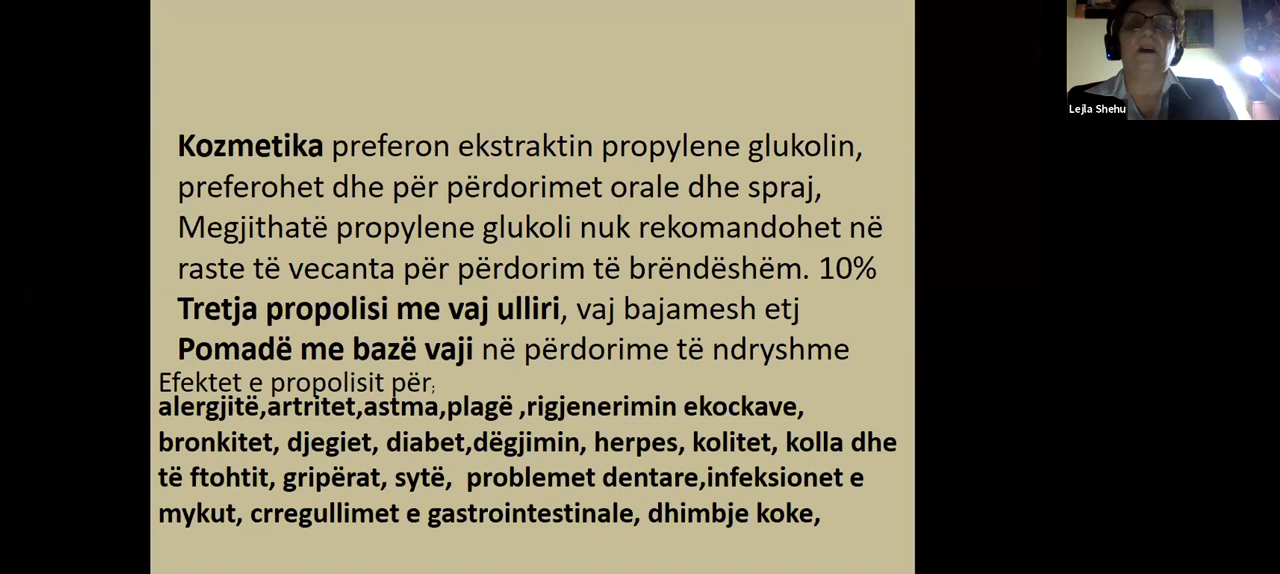 Kozmetika preferon ekstraktin propylene glukolin,
preferohet dhe për përdorimet orale dhe spraj,
Megjithatë propylene glukoli nuk rekomandohet në
raste të vecanta për përdorim të brëndëshëm. 10%
Tretja propolisi me vaj ulliri, vaj bajamesh etj
Pomadë me bazë vaji në përdorime të ndryshme
Efektet e propolisit për;
alergjitë,artritet,astma,plagë ,rigjenerimin ekockave,
bronkitet, djegiet, diabet,dëgjimin, herpes, kolitet, kolla dhe
të ftohtit, gripërat, sytë, problemet dentare,infeksionet e
mykut, crregullimet e gastrointestinale, dhimbje koke,
Lejla Shehu